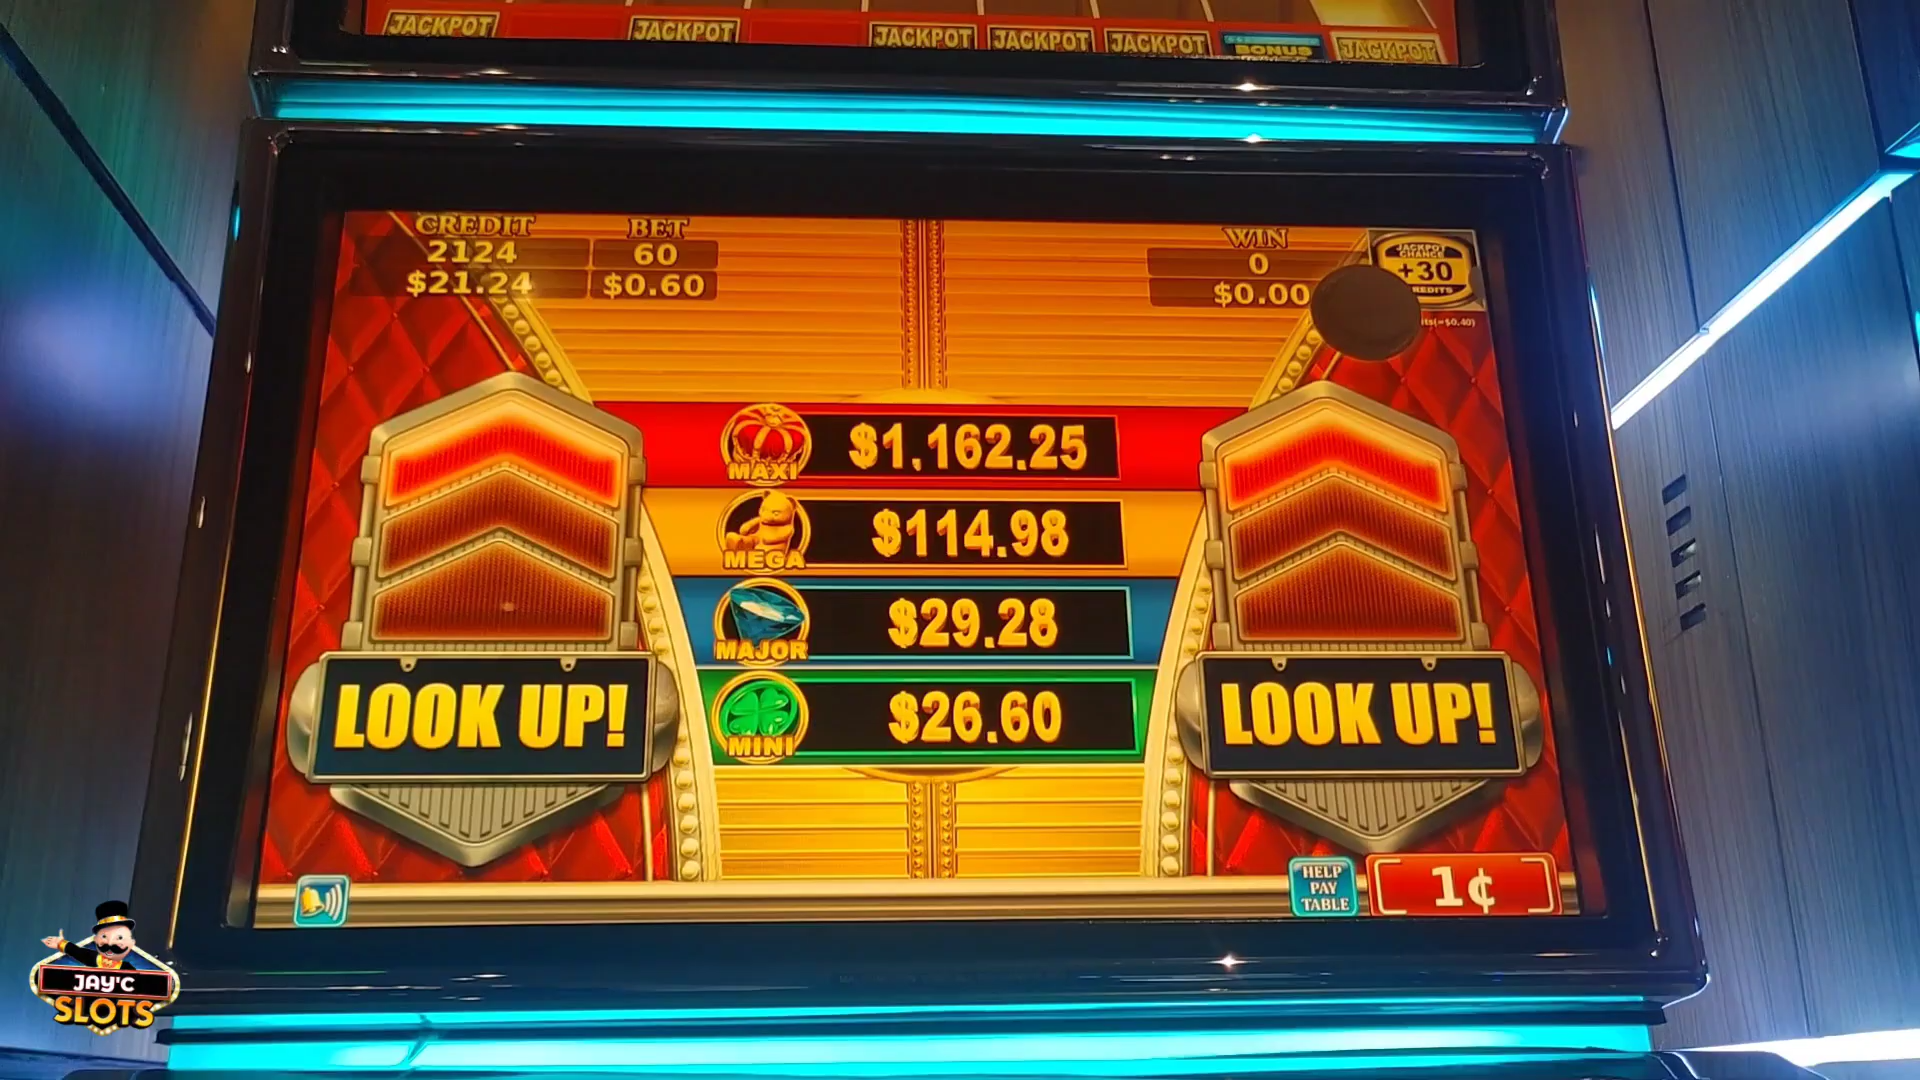 JACKPOT JACKPOT JACKPOT JACKPOT JACKPOT BONUS JACKPOT
CREDIT BET WIN
2124 60 0
$21.24 $0.60 $0.00
JACKPOT
CHANCE
+30
MAXI $1,162.25
MEGA $114.98
MAJOR $29.28
MINI $26.60
LOOK UP! LOOK UP!
HELP
PAY
TABLE
1¢
JAY'C
SLOTS